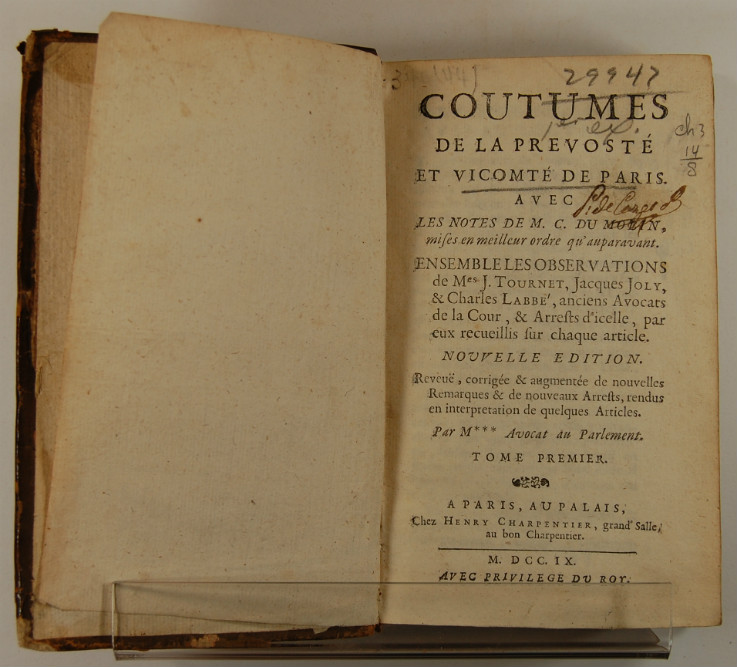 29947
COUTUMES
DE LA PREVOSTÉ
ch 3
14
8
ET VICOMTÉ DE PARIS.
AVEC
LES NOTES DE M. C. DU MOLIN,
miſes en meilleur ordre qu'auparavant.
ENSEMBLE LES OBSERVATIONS
de Mes J. TOURNET, Jacques JOLY,
& Charles LABBE', anciens Avocats
de la Cour, & Arreſts d'icelle, par
eux recueillis ſur chaque article.
NOUVELLE EDITION.
Reveuë, corrigée & augmentée de nouvelles
Remarques & de nouveaux Arreſts, rendus
en interpretation de quelques Articles.
Par M*** Avocat au Parlement.
TOME PREMIER.
A PARIS, AU PALAIS,
Chez HENRY CHARPENTIER, grand' Salle,
au bon Charpentier.
M. DCC. IX.
AVEC PRIVILEGE DU ROY.